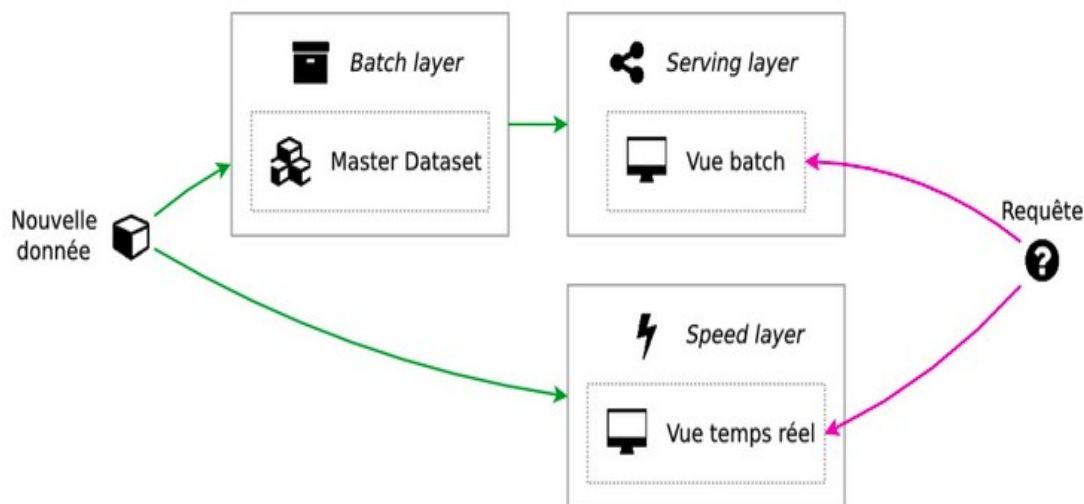 Batch layer
Master Dataset
Serving layer
Vue batch
Nouvelle
donnée
Requête
?
Speed layer
Vue temps réel